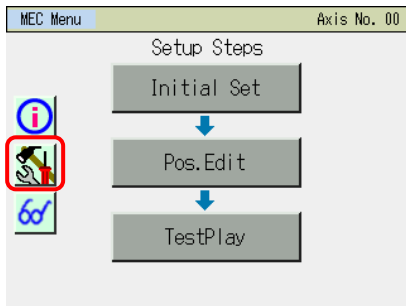 MEC Menu Axis No. 00
Setup Steps
Initial Set
Pos.Edit
TestPlay